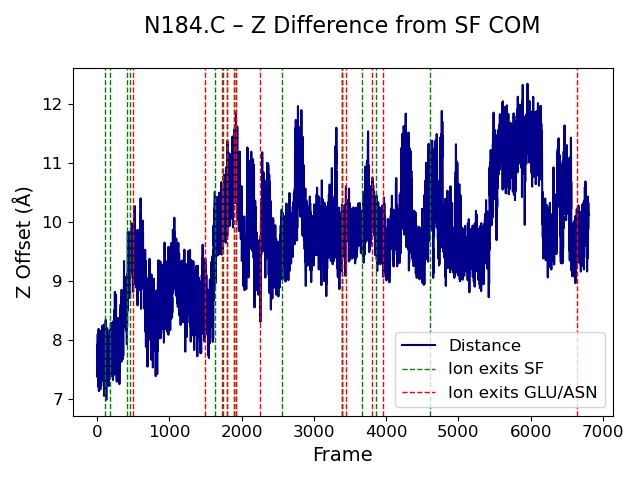 N184.C – Z Difference from SF COM
Z Offset (Å)
12
11
10
9
8
7
Distance
Ion exits SF
Ion exits GLU/ASN
0 1000 2000 3000 4000 5000 6000 7000
Frame